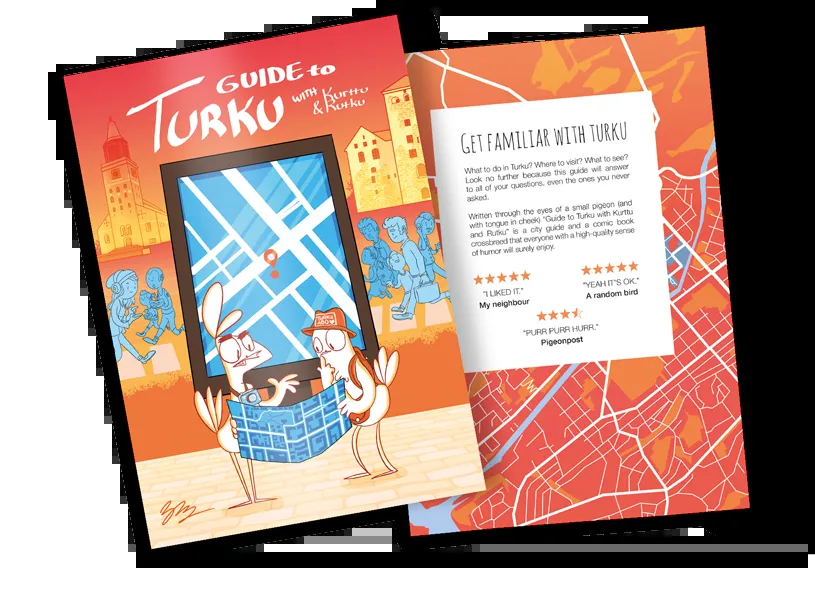 GUIDE to
TURKU
WITH Kurttu
& Rutku
GET FAMILIAR WITH TURKU
What to do in Turku? Where to visit? What to see?
Look no further because this guide will answer
to all of your questions, even the ones you never
asked.
Written through the eyes of a small pigeon (and
with tongue in cheek) "Guide to Turku with Kurttu
and Rutku" is a city guide and a comic book
crossbreed that everyone with a high-quality sense
of humor will surely enjoy.
"I LIKED IT."
My neighbour
"YEAH IT'S OK."
A random bird
"PURR PURR HURR."
Pigeonpost